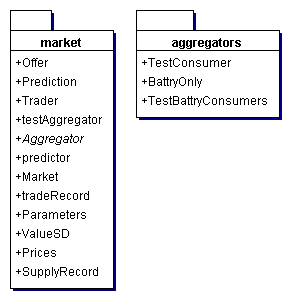 market
+Offer
+Prediction
+Trader
+testAggregator
+Aggregator
+predictor
+Market
+tradeRecord
+Parameters
+ValueSD
+Prices
+SupplyRecord
aggregators
+TestConsumer
+BattryOnly
+TestBattryConsumers